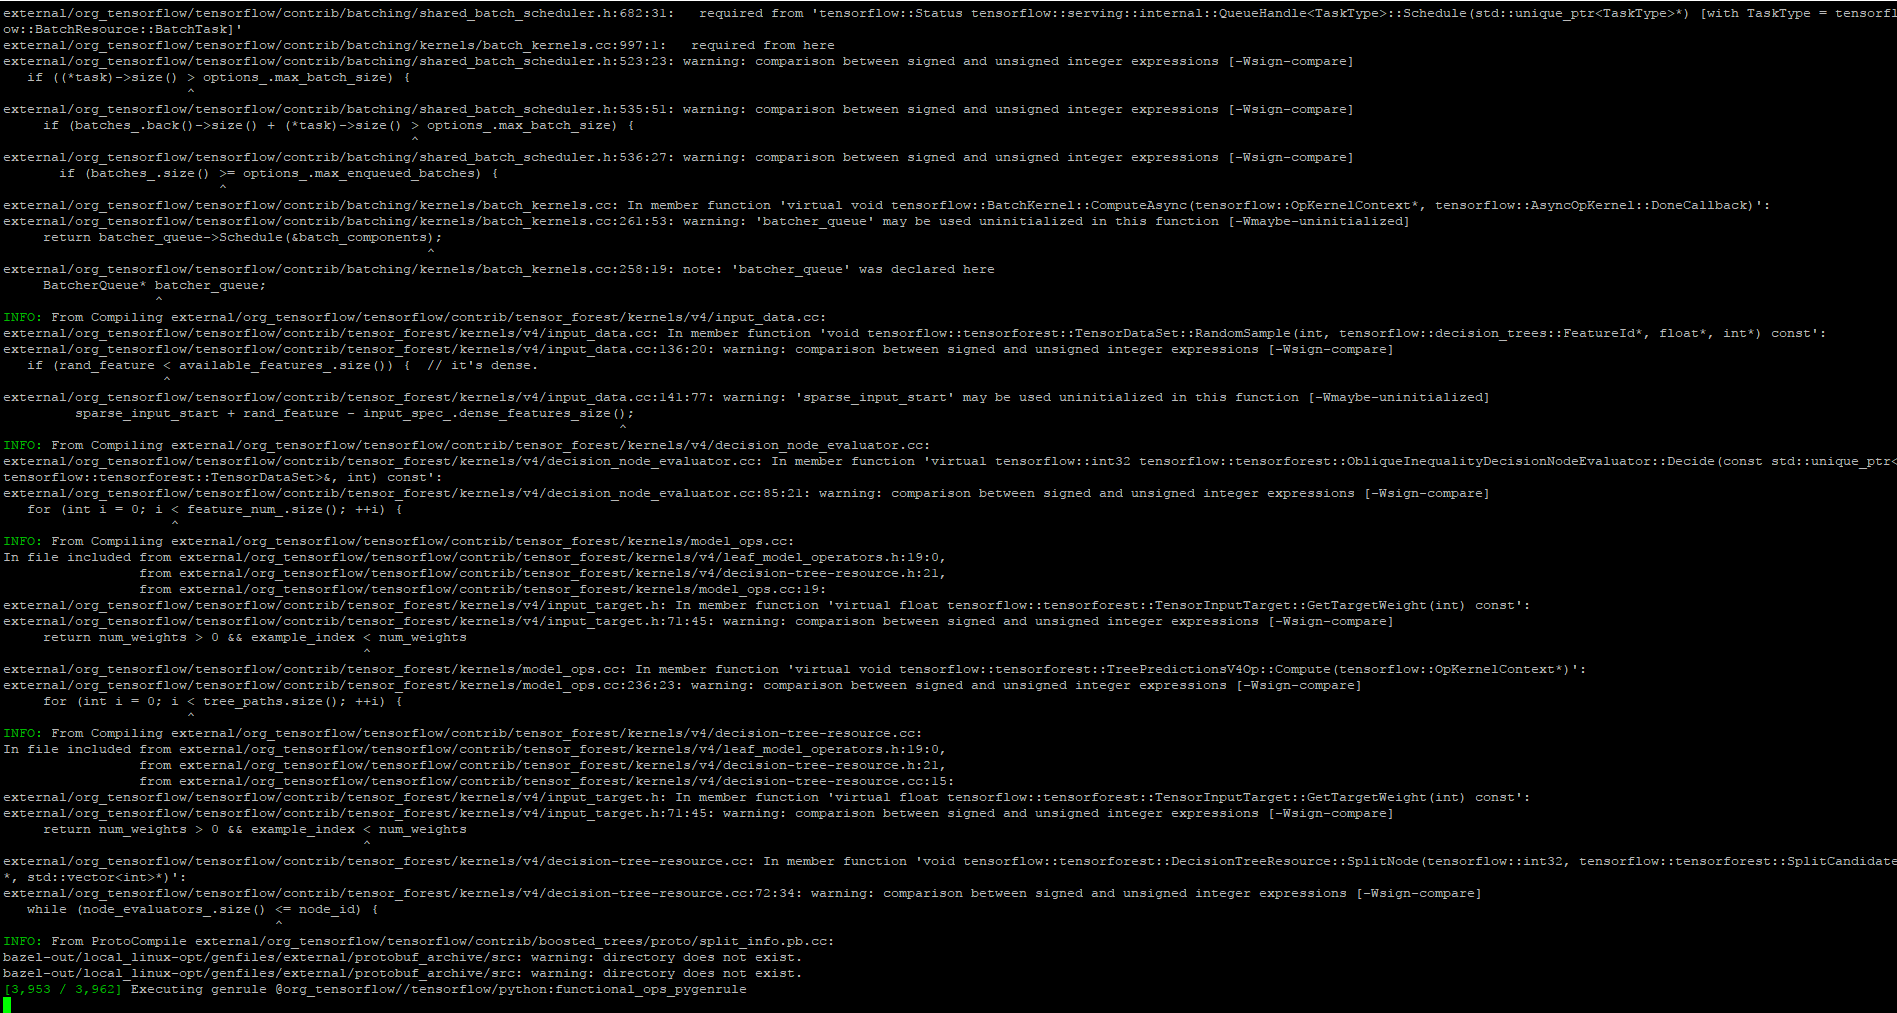 external/org_tensorflow/tensorflow/contrib/batching/shared_batch_scheduler.h:682:31:   required from 'tensorflow::Status tensorflow::serving::internal::QueueHandle<TaskType>::Schedule(std::unique_ptr<TaskType>*) [with TaskType = tensorfl
ow::BatchResource::BatchTask]'
external/org_tensorflow/tensorflow/contrib/batching/kernels/batch_kernels.cc:997:1:   required from here
external/org_tensorflow/tensorflow/contrib/batching/shared_batch_scheduler.h:523:23: warning: comparison between signed and unsigned integer expressions [-Wsign-compare]
   if ((*task)->size() > options_.max_batch_size) {
                       ^
external/org_tensorflow/tensorflow/contrib/batching/shared_batch_scheduler.h:535:51: warning: comparison between signed and unsigned integer expressions [-Wsign-compare]
     if (batches_.back()->size() + (*task)->size() > options_.max_batch_size) {
                                                   ^
external/org_tensorflow/tensorflow/contrib/batching/shared_batch_scheduler.h:536:27: warning: comparison between signed and unsigned integer expressions [-Wsign-compare]
       if (batches_.size() >= options_.max_enqueued_batches) {
                           ^
external/org_tensorflow/tensorflow/contrib/batching/kernels/batch_kernels.cc: In member function 'virtual void tensorflow::BatchKernel::ComputeAsync(tensorflow::OpKernelContext*, tensorflow::AsyncOpKernel::DoneCallback)':
external/org_tensorflow/tensorflow/contrib/batching/kernels/batch_kernels.cc:261:53: warning: 'batcher_queue' may be used uninitialized in this function [-Wmaybe-uninitialized]
     return batcher_queue->Schedule(&batch_components);
                                                     ^
external/org_tensorflow/tensorflow/contrib/batching/kernels/batch_kernels.cc:258:19: note: 'batcher_queue' was declared here
     BatcherQueue* batcher_queue;
                   ^
INFO: From Compiling external/org_tensorflow/tensorflow/contrib/tensor_forest/kernels/v4/input_data.cc:
external/org_tensorflow/tensorflow/contrib/tensor_forest/kernels/v4/input_data.cc: In member function 'void tensorflow::tensorforest::TensorDataSet::RandomSample(int, tensorflow::decision_trees::FeatureId*, float*, int*) const':
external/org_tensorflow/tensorflow/contrib/tensor_forest/kernels/v4/input_data.cc:136:20: warning: comparison between signed and unsigned integer expressions [-Wsign-compare]
   if (rand_feature < available_features_.size()) {  // it's dense.
                    ^
external/org_tensorflow/tensorflow/contrib/tensor_forest/kernels/v4/input_data.cc:141:77: warning: 'sparse_input_start' may be used uninitialized in this function [-Wmaybe-uninitialized]
         sparse_input_start + rand_feature - input_spec_.dense_features_size();
                                                                             ^
INFO: From Compiling external/org_tensorflow/tensorflow/contrib/tensor_forest/kernels/v4/decision_node_evaluator.cc:
external/org_tensorflow/tensorflow/contrib/tensor_forest/kernels/v4/decision_node_evaluator.cc: In member function 'virtual tensorflow::int32 tensorflow::tensorforest::ObliqueInequalityDecisionNodeEvaluator::Decide(const std::unique_ptr<
tensorflow::tensorforest::TensorDataSet>&, int) const':
external/org_tensorflow/tensorflow/contrib/tensor_forest/kernels/v4/decision_node_evaluator.cc:85:21: warning: comparison between signed and unsigned integer expressions [-Wsign-compare]
   for (int i = 0; i < feature_num_.size(); ++i) {
                     ^
INFO: From Compiling external/org_tensorflow/tensorflow/contrib/tensor_forest/kernels/model_ops.cc:
In file included from external/org_tensorflow/tensorflow/contrib/tensor_forest/kernels/v4/leaf_model_operators.h:19:0,
                 from external/org_tensorflow/tensorflow/contrib/tensor_forest/kernels/v4/decision-tree-resource.h:21,
                 from external/org_tensorflow/tensorflow/contrib/tensor_forest/kernels/model_ops.cc:19:
external/org_tensorflow/tensorflow/contrib/tensor_forest/kernels/v4/input_target.h: In member function 'virtual float tensorflow::tensorforest::TensorInputTarget::GetTargetWeight(int) const':
external/org_tensorflow/tensorflow/contrib/tensor_forest/kernels/v4/input_target.h:71:45: warning: comparison between signed and unsigned integer expressions [-Wsign-compare]
     return num_weights > 0 && example_index < num_weights
                                             ^
external/org_tensorflow/tensorflow/contrib/tensor_forest/kernels/model_ops.cc: In member function 'virtual void tensorflow::tensorforest::TreePredictionsV4Op::Compute(tensorflow::OpKernelContext*)':
external/org_tensorflow/tensorflow/contrib/tensor_forest/kernels/model_ops.cc:236:23: warning: comparison between signed and unsigned integer expressions [-Wsign-compare]
     for (int i = 0; i < tree_paths.size(); ++i) {
                       ^
INFO: From Compiling external/org_tensorflow/tensorflow/contrib/tensor_forest/kernels/v4/decision-tree-resource.cc:
In file included from external/org_tensorflow/tensorflow/contrib/tensor_forest/kernels/v4/leaf_model_operators.h:19:0,
                 from external/org_tensorflow/tensorflow/contrib/tensor_forest/kernels/v4/decision-tree-resource.h:21,
                 from external/org_tensorflow/tensorflow/contrib/tensor_forest/kernels/v4/decision-tree-resource.cc:15:
external/org_tensorflow/tensorflow/contrib/tensor_forest/kernels/v4/input_target.h: In member function 'virtual float tensorflow::tensorforest::TensorInputTarget::GetTargetWeight(int) const':
external/org_tensorflow/tensorflow/contrib/tensor_forest/kernels/v4/input_target.h:71:45: warning: comparison between signed and unsigned integer expressions [-Wsign-compare]
     return num_weights > 0 && example_index < num_weights
                                             ^
external/org_tensorflow/tensorflow/contrib/tensor_forest/kernels/v4/decision-tree-resource.cc: In member function 'void tensorflow::tensorforest::DecisionTreeResource::SplitNode(tensorflow::int32, tensorflow::tensorforest::SplitCandidate
*, std::vector<int>*)':
external/org_tensorflow/tensorflow/contrib/tensor_forest/kernels/v4/decision-tree-resource.cc:72:34: warning: comparison between signed and unsigned integer expressions [-Wsign-compare]
   while (node_evaluators_.size() <= node_id) {
                                  ^
INFO: From ProtoCompile external/org_tensorflow/tensorflow/contrib/boosted_trees/proto/split_info.pb.cc:
bazel-out/local_linux-opt/genfiles/external/protobuf_archive/src: warning: directory does not exist.
bazel-out/local_linux-opt/genfiles/external/protobuf_archive/src: warning: directory does not exist.
[3,953 / 3,962] Executing genrule @org_tensorflow//tensorflow/python:functional_ops_pygenrule